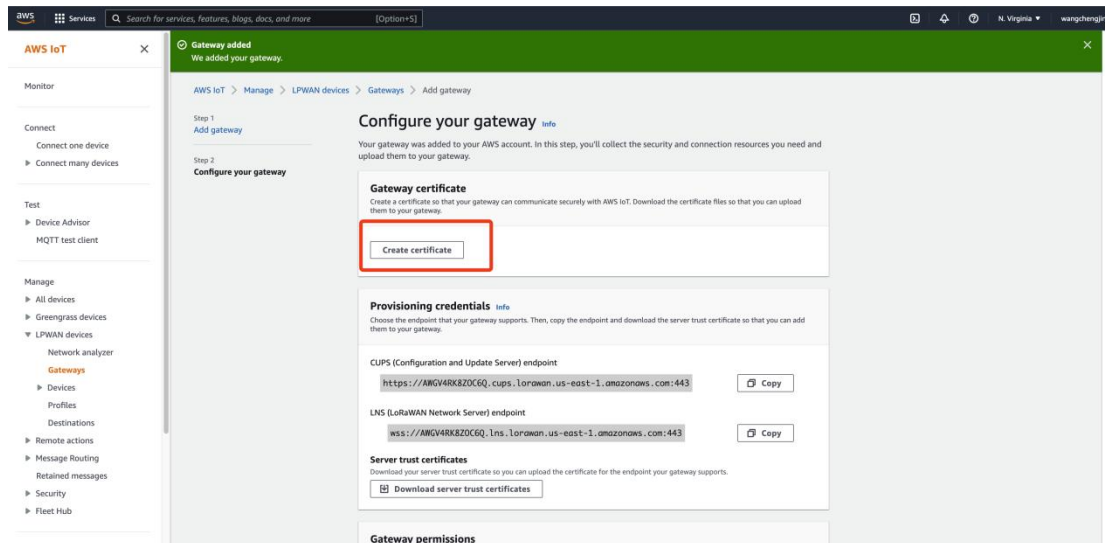 aws
Services
Search for services, features, blogs, docs, and more
[Option+S]
N. Virginia
wangchengjin
AWS IoT
Gateway added
We added your gateway.
Monitor
Connect
Connect one device
Connect many devices
Test
Device Advisor
MQTT test client
Manage
All devices
Greengrass devices
LPWAN devices
Network analyzer
Gateways
Devices
Profiles
Destinations
Remote actions
Message Routing
Retained messages
Security
Fleet Hub
AWS IoT > Manage > LPWAN devices > Gateways > Add gateway
Step 1
Add gateway
Step 2
Configure your gateway
Configure your gateway Info
Your gateway was added to your AWS account. In this step, you'll collect the security and connection resources you need and
upload them to your gateway.
Gateway certificate
Create a certificate so that your gateway can communicate securely with AWS IoT. Download the certificate files so that you can upload
them to your gateway.
Create certificate
Provisioning credentials Info
Choose the endpoint that your gateway supports. Then, copy the endpoint and download the server trust certificate so that you can add
them to your gateway.
CUPS (Configuration and Update Server) endpoint
https://AWGV4RK8ZOC6Q.cups.lorawan.us-east-1.amazonaws.com:443
Copy
LNS (LoRaWAN Network Server) endpoint
wss://AWGV4RK8ZOC6Q.lns.lorawan.us-east-1.amazonaws.com:443
Copy
Server trust certificates
Download your server trust certificate so you can upload the certificate for the endpoint your gateway supports.
Download server trust certificates
Gateway permissions